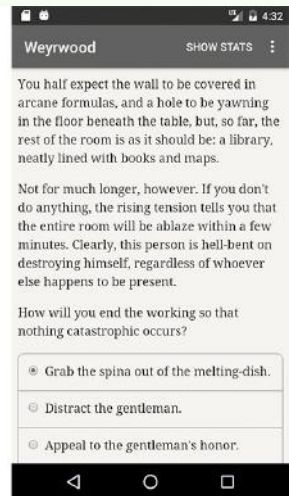 4:32
Weyrwood
SHOW STATS
You half expect the wall to be covered in
arcane formulas, and a hole to be yawning
in the floor beneath the table, but, so far, the
rest of the room is as it should be: a library,
neatly lined with books and maps.
Not for much longer, however. If you don't
do anything, the rising tension tells you that
the entire room will be ablaze within a few
minutes. Clearly, this person is hell-bent on
destroying himself, regardless of whoever
else happens to be present.
How will you end the working so that
nothing catastrophic occurs?
Grab the spina out of the melting-dish.
Distract the gentleman.
Appeal to the gentleman's honor.